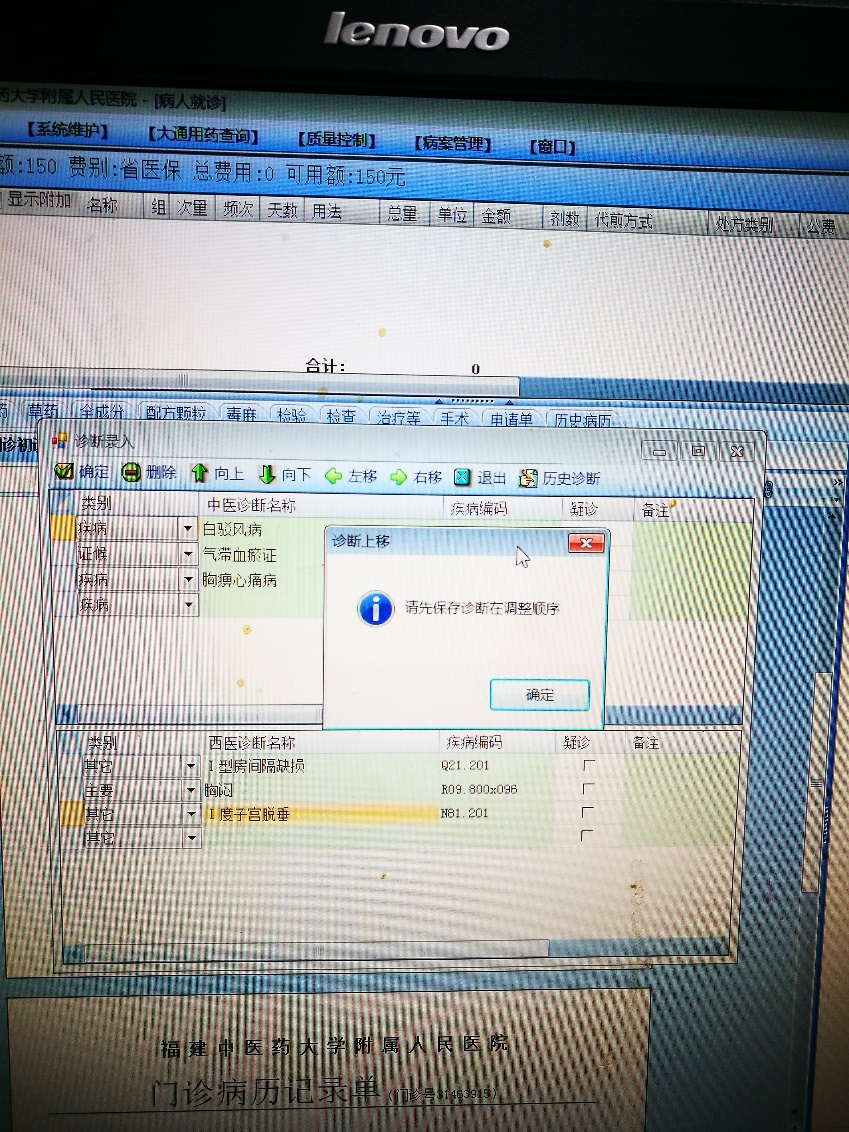 lenovo
药大学附属人民医院 - [病人就诊]
【系统维护】 【大通用药查询】 【质量控制】 【病案管理】 【窗口】
额:150 费别:省医保 总费用:0 可用额:150元
显示附加 名称 组 次量 频次 天数 用法 总量 单位 金额 剂数 代煎方式 处方类别 公费
合计: 0
药 草药 全成分 配方颗粒 毒麻 检验 检查 治疗等 手术 申请单 历史病历
诊断录入
确定 删除 向上 向下 左移 右移 退出 历史诊断
类别 中医诊断名称 疾病编码 疑诊 备注
疾病 白驳风病
证候 气滞血瘀证
疾病 胸痹心痛病
疾病
诊断上移
请先保存诊断在调整顺序
确定
类别 西医诊断名称 疾病编码 疑诊 备注
其它 I 型房间隔缺损 Q21.201
主要 胸闷 R09.800x096
其它 I 度子宫脱垂 N81.201
其它
福建中医药大学附属人民医院
门诊病历记录单 (门诊号31463915)